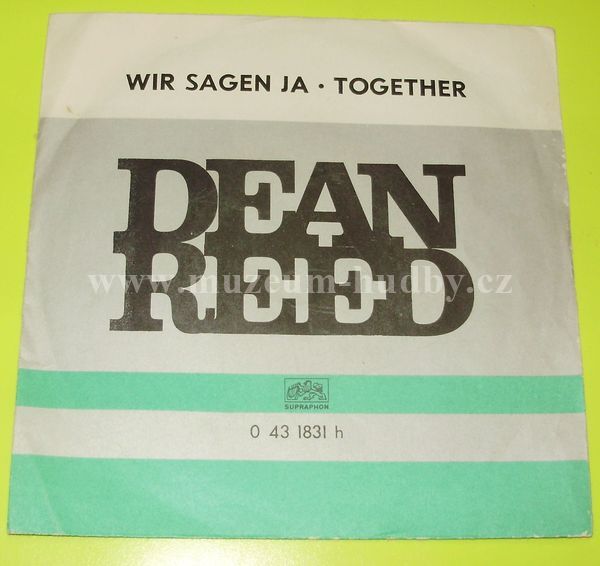 WIR SAGEN JA · TOGETHER
DEAN
REED
www.muzeum-hudby.cz
SUPRAPHON
0 43 1831 h